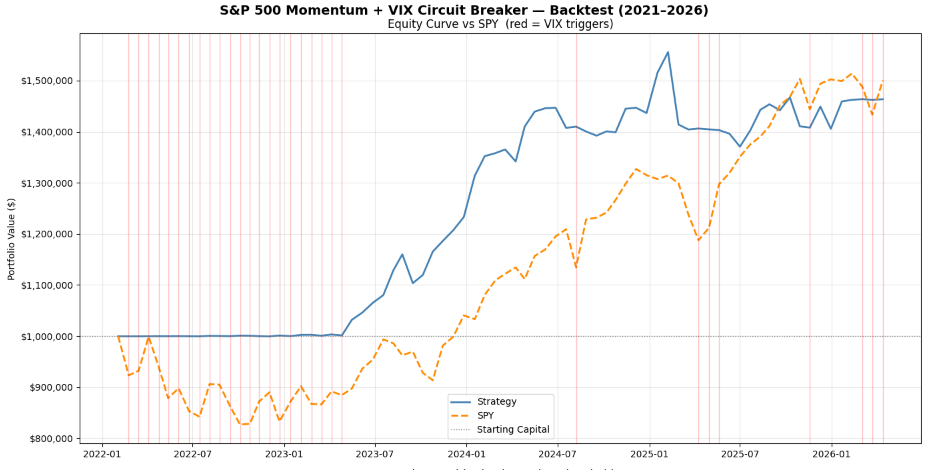 S&P 500 Momentum + VIX Circuit Breaker — Backtest (2021–2026)
Equity Curve vs SPY  (red = VIX triggers)
Portfolio Value ($)
$1,500,000
$1,400,000
$1,300,000
$1,200,000
$1,100,000
$1,000,000
$900,000
$800,000
Strategy
SPY
Starting Capital
2022-01
2022-07
2023-01
2023-07
2024-01
2024-07
2025-01
2025-07
2026-01